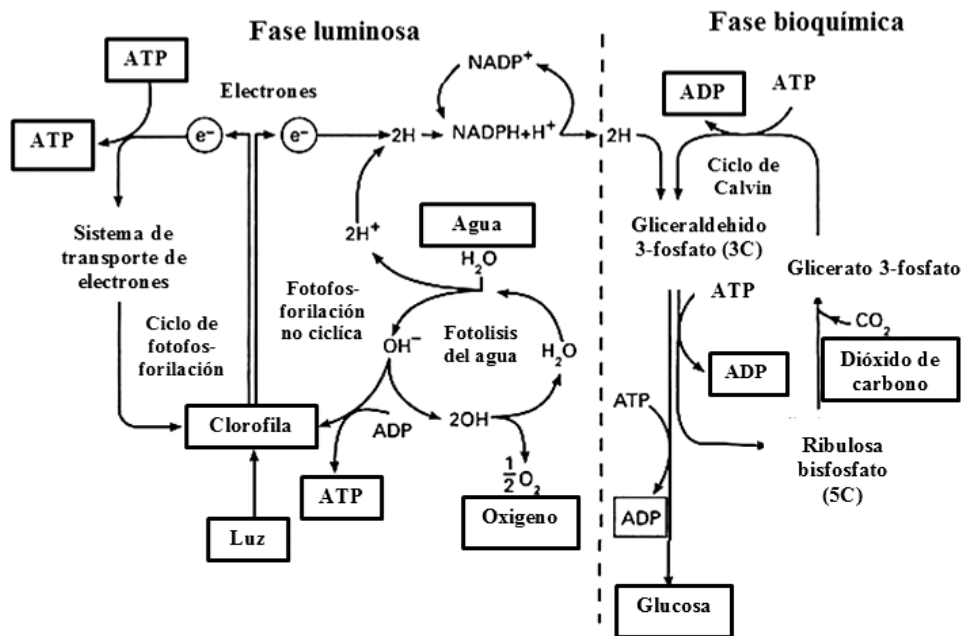 Fase luminosa
ATP
ATP
Electrones
e⁻
e⁻
2H
NADP⁺
NADPH+H⁺
2H⁺
Agua
H₂O
Sistema de
transporte de
electrones
Ciclo de
fotofos-
forilación
Fotofos-
forilación
no ciclíca
Fotolisis
del agua
OH⁻
H₂O
2OH
ADP
ATP
½O₂
Oxigeno
Clorofila
Luz
Fase bioquímica
2H
ADP
ATP
Ciclo de
Calvin
Gliceraldehido
3-fosfato (3C)
Glicerato 3-fosfato
ATP
ADP
CO₂
Dióxido de
carbono
ATP
ADP
Ribulosa
bisfosfato
(5C)
Glucosa